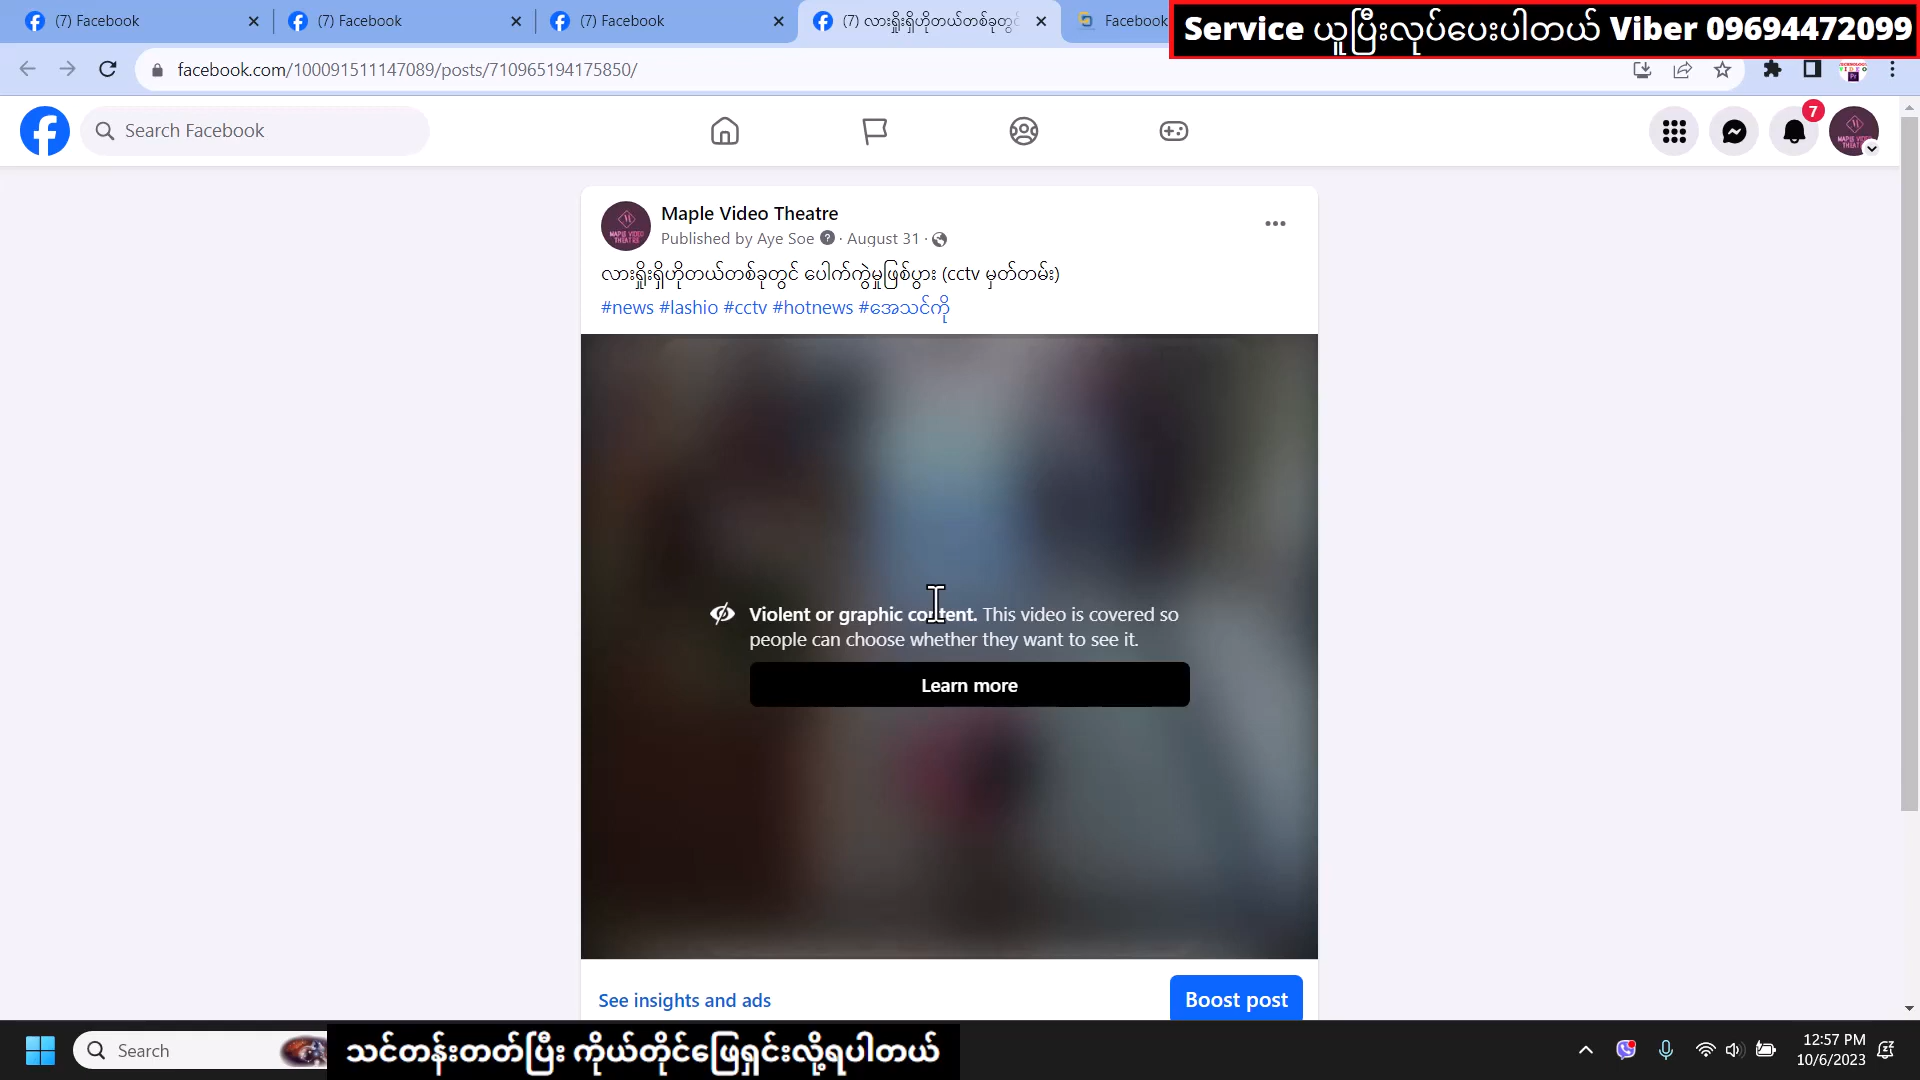 (7) Facebook
(7) Facebook
(7) Facebook
(7) လားရှိုးရှိဟိုတယ်တစ်ခုတွင်
Facebook
Service ယူပြီးလုပ်ပေးပါတယ် Viber 09694472099
facebook.com/100091511147089/posts/710965194175850/
Search Facebook
7
Maple Video Theatre
Published by Aye Soe · August 31 ·
လားရှိုးရှိဟိုတယ်တစ်ခုတွင် ပေါက်ကွဲမှုဖြစ်ပွား (cctv မှတ်တမ်း)
#news #lashio #cctv #hotnews #အေသင်ကို
Violent or graphic content. This video is covered so
people can choose whether they want to see it.
Learn more
See insights and ads
Boost post
Search
သင်တန်းတတ်ပြီး ကိုယ်တိုင်ဖြေရှင်းလို့ရပါတယ်
12:57 PM
10/6/2023